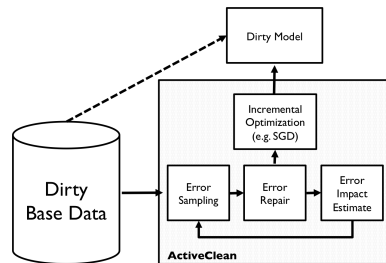 Dirty Model
Incremental
Optimization
(e.g. SGD)
Dirty
Base Data
Error
Sampling
Error
Repair
Error
Impact
Estimate
ActiveClean